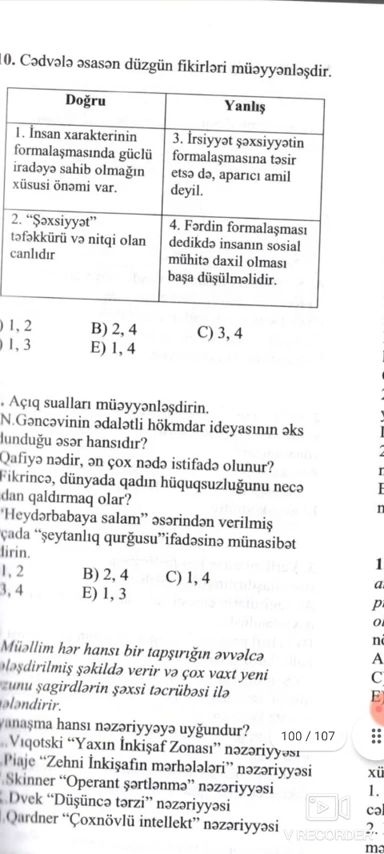 10. Cədvələ əsasən düzgün fikirləri müəyyənləşdir.
Doğru
Yanlış
1. İnsan xarakterinin
formalaşmasında güclü
iradəyə sahib olmağın
xüsusi önəmi var.
3. İrsiyyət şəxsiyyətin
formalaşmasına təsir
etsə də, aparıcı amil
deyil.
2. “Şəxsiyyət”
təfəkkürü və nitqi olan
canlıdır
4. Fərdin formalaşması
dedikdə insanın sosial
mühitə daxil olması
başa düşülməlidir.
) 1, 2 B) 2, 4 C) 3, 4
) 1, 3 E) 1, 4
. Açıq sualları müəyyənləşdirin.
N.Gəncəvinin ədalətli hökmdar ideyasının əks
lunduğu əsər hansıdır?
Qafiyə nədir, ən çox nədə istifadə olunur?
Fikrincə, dünyada qadın hüquqsuzluğunu necə
dan qaldırmaq olar?
“Heydərbabaya salam” əsərindən verilmiş
çada “şeytanlıq qurğusu”ifadəsinə münasibət
dirin.
1, 2 B) 2, 4 C) 1, 4
3, 4 E) 1, 3
Müəllim hər hansı bir tapşırığın əvvəlcə
ələşdirilmiş şəkildə verir və çox vaxt yeni
zunu şagirdlərin şəxsi təcrübəsi ilə
ələndirir.
yanaşma hansı nəzəriyyəyə uyğundur?
Vıqotski “Yaxın İnkişaf Zonası” nəzəriyyəsi
Piaje “Zehni İnkişafın mərhələləri” nəzəriyyəsi
Skinner “Operant şərtlənmə” nəzəriyyəsi
Dvek “Düşüncə tərzi” nəzəriyyəsi
Qardner “Çoxnövlü intellekt” nəzəriyyəsi
100 / 107
V RECORDER